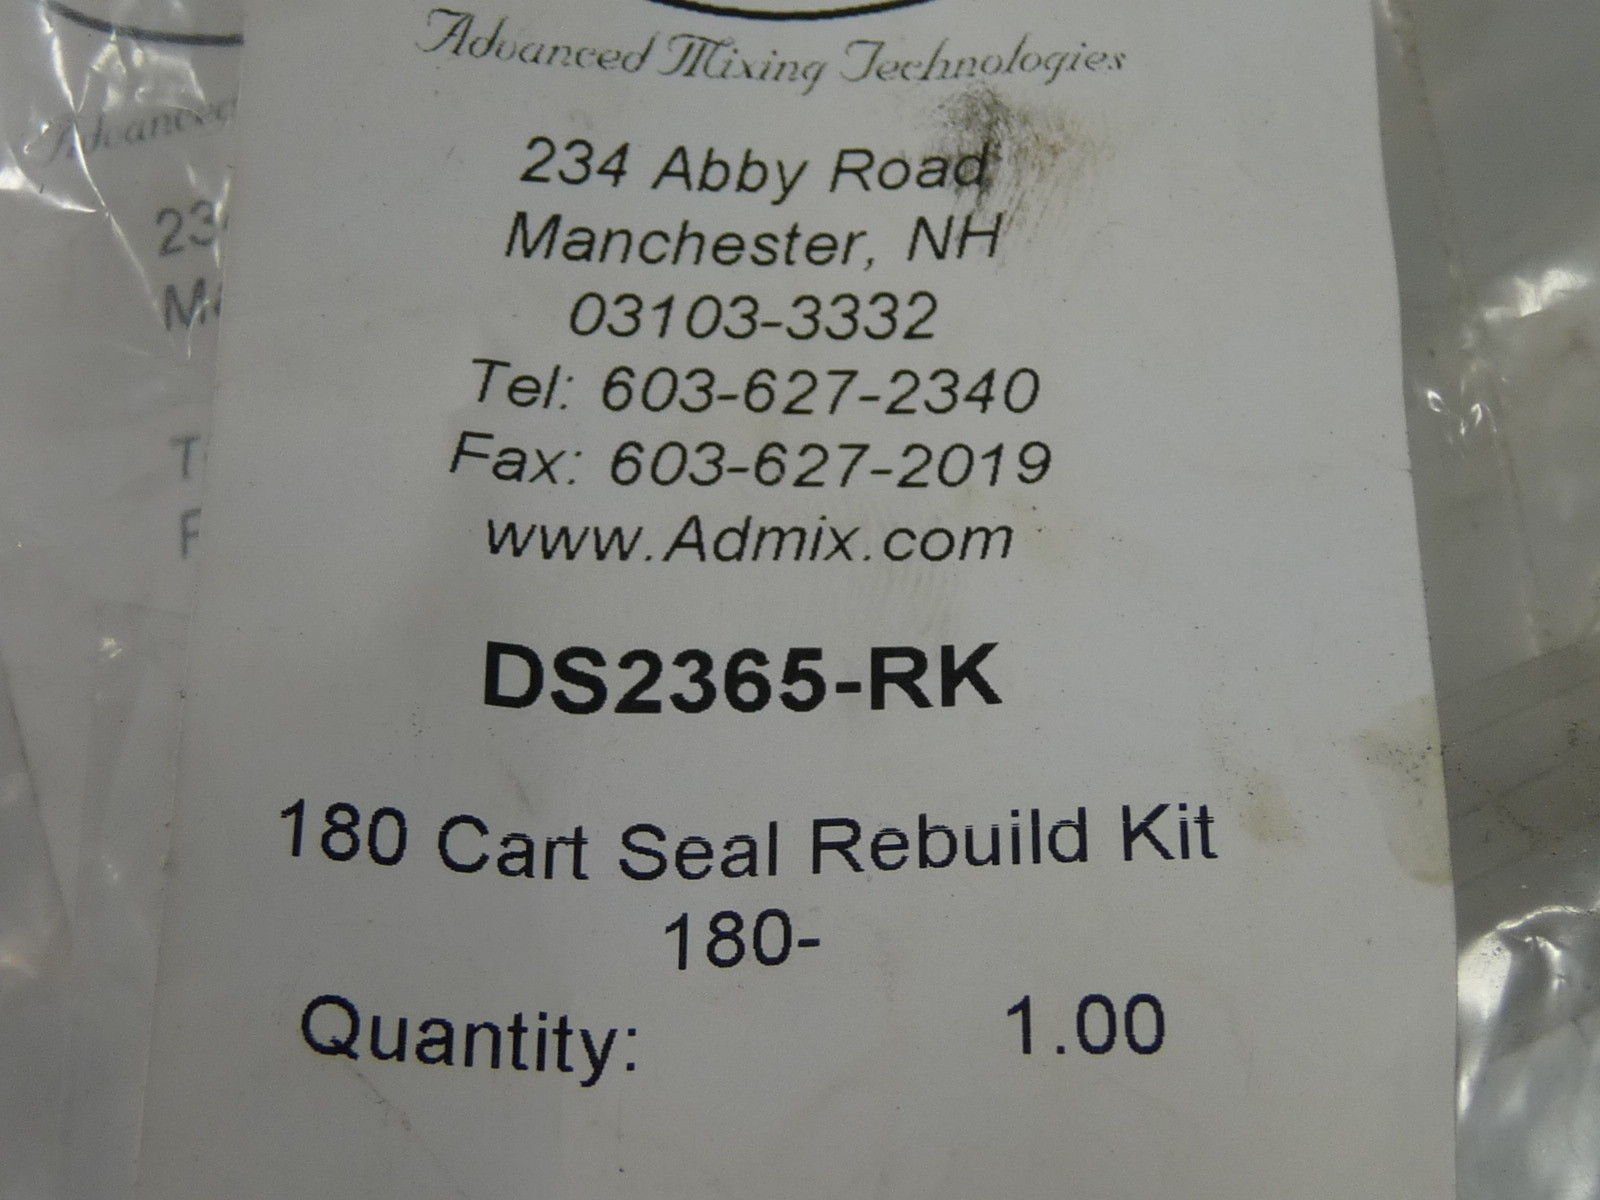 Advanced Mixing Technologies
234 Abby Road
Manchester, NH
03103-3332
Tel: 603-627-2340
Fax: 603-627-2019
www.Admix.com
DS2365-RK
180 Cart Seal Rebuild Kit
180-
Quantity: 1.00
Advanced